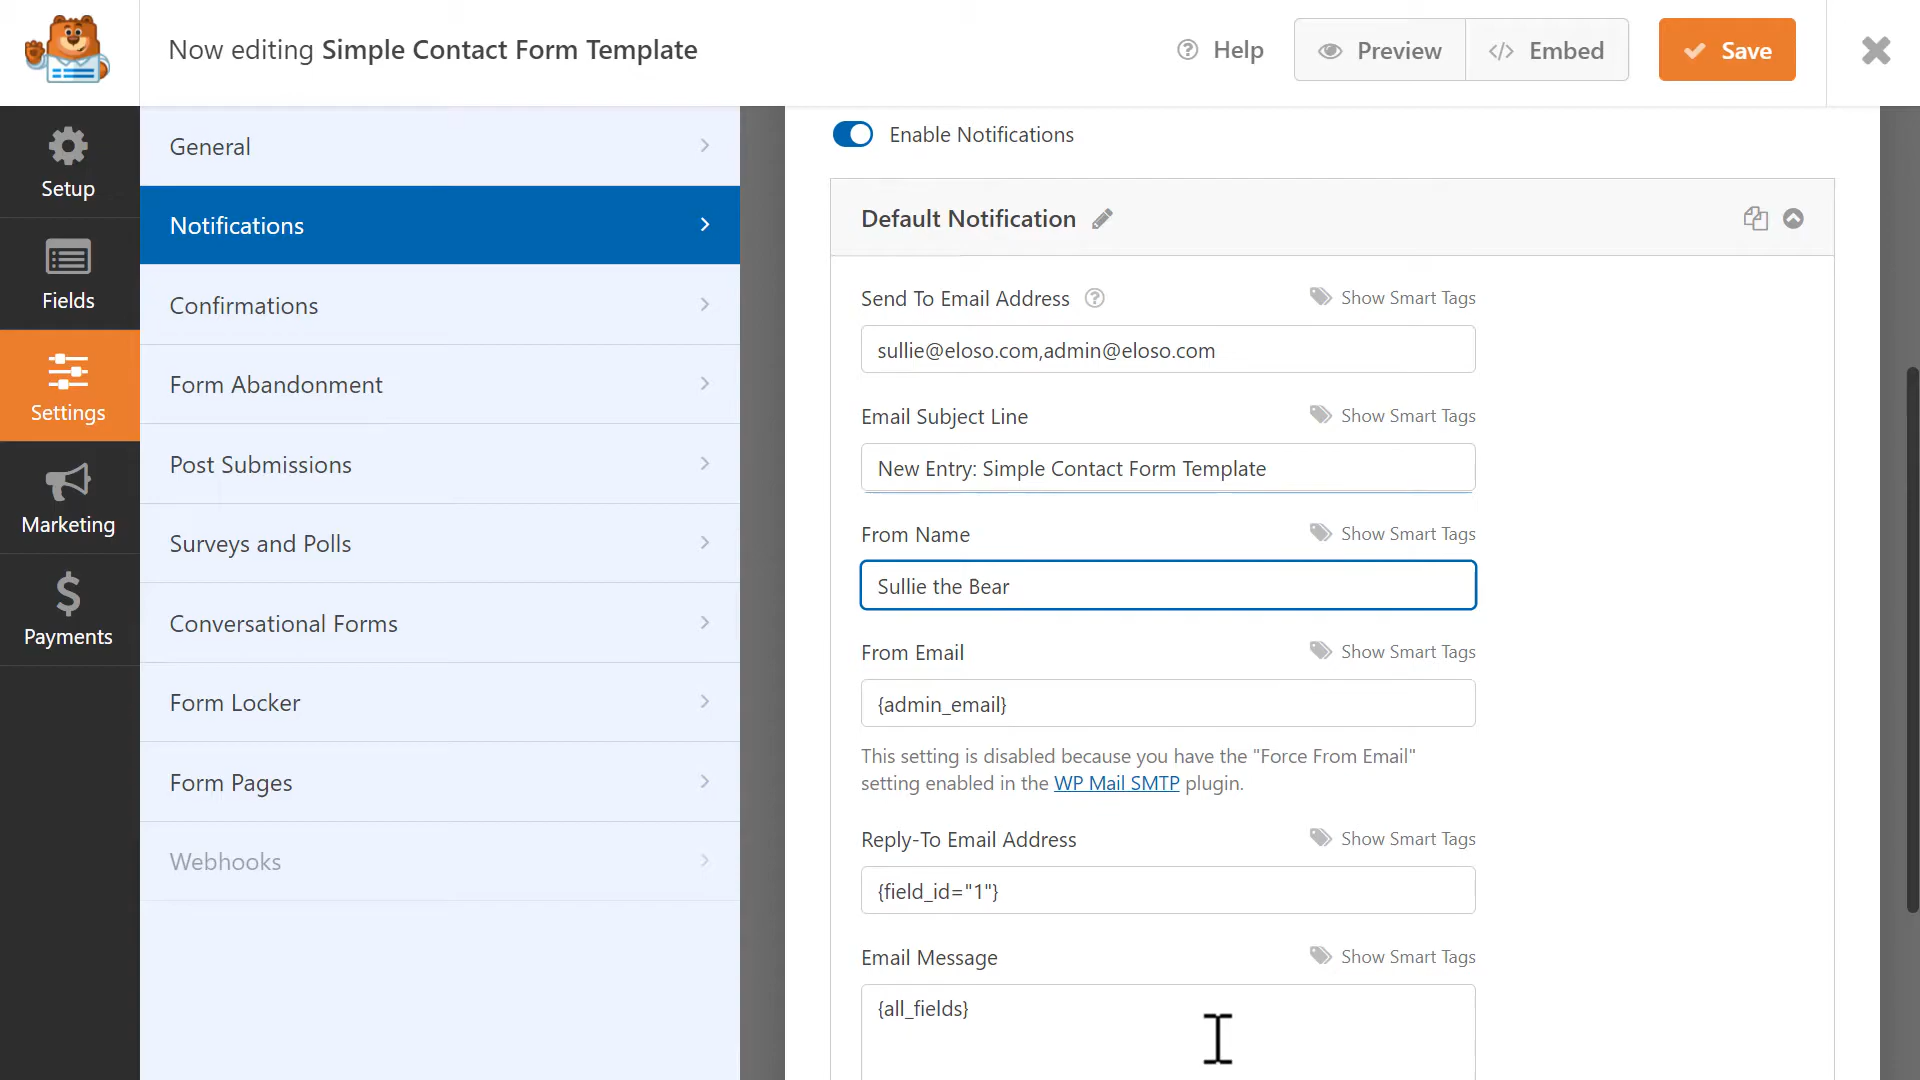 Now editing Simple Contact Form Template
Help
Preview
Embed
Save
Setup
Fields
Settings
Marketing
Payments
General
Notifications
Confirmations
Form Abandonment
Post Submissions
Surveys and Polls
Conversational Forms
Form Locker
Form Pages
Webhooks
Enable Notifications
Default Notification
Send To Email Address
Show Smart Tags
sullie@eloso.com,admin@eloso.com
Email Subject Line
Show Smart Tags
New Entry: Simple Contact Form Template
From Name
Show Smart Tags
Sullie the Bear
From Email
Show Smart Tags
{admin_email}
This setting is disabled because you have the "Force From Email"
setting enabled in the WP Mail SMTP plugin.
Reply-To Email Address
Show Smart Tags
{field_id="1"}
Email Message
Show Smart Tags
{all_fields}